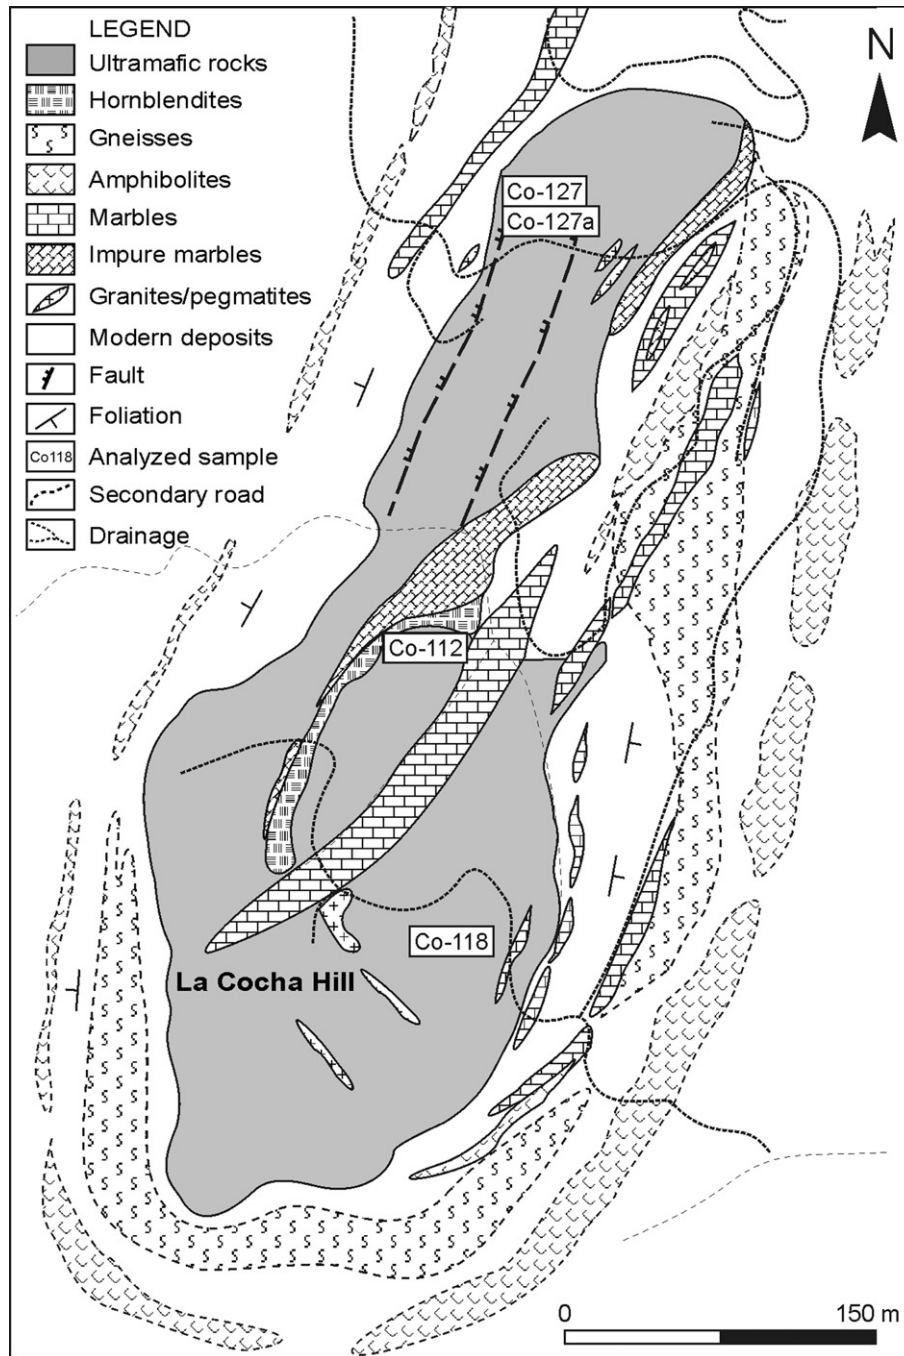 LEGEND
Ultramafic rocks
Hornblendites
Gneisses
Amphibolites
Marbles
Impure marbles
Granites/pegmatites
Modern deposits
Fault
Foliation
Co118 Analyzed sample
Secondary road
Drainage
N
Co-127
Co-127a
Co-112
Co-118
La Cocha Hill
0 150 m